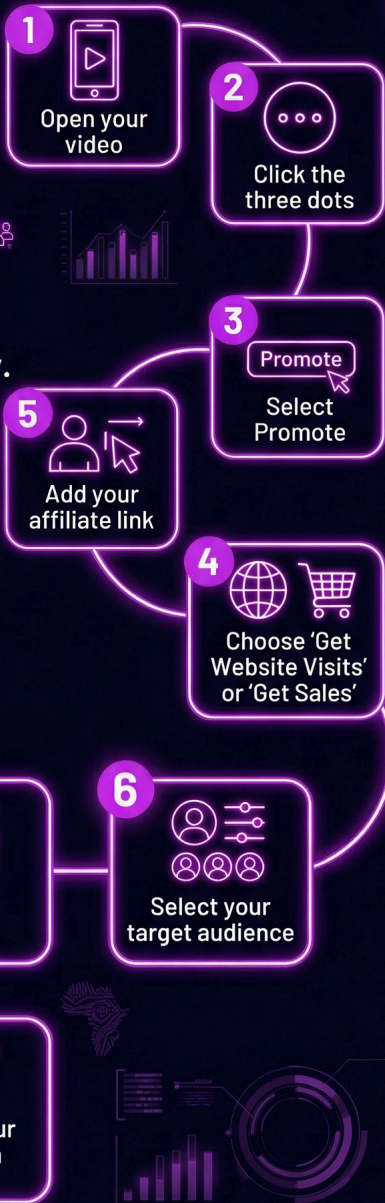 1
Open your
video
2
Click the
three dots
3
Promote
Select
Promote
.
5
Add your
affiliate link
4
Choose ‘Get
Website Visits’
or ‘Get Sales’
6
Select your
target audience
ur